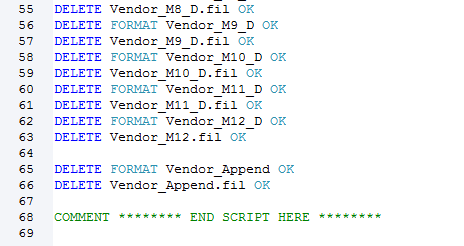 55 DELETE Vendor_M8_D.fil OK
56 DELETE FORMAT Vendor_M9_D OK
57 DELETE Vendor_M9_D.fil OK
58 DELETE FORMAT Vendor_M10_D OK
59 DELETE Vendor_M10_D.fil OK
60 DELETE FORMAT Vendor_M11_D OK
61 DELETE Vendor_M11_D.fil OK
62 DELETE FORMAT Vendor_M12_D OK
63 DELETE Vendor_M12.fil OK
64
65 DELETE FORMAT Vendor_Append OK
66 DELETE Vendor_Append.fil OK
67
68 COMMENT ******** END SCRIPT HERE ********
69